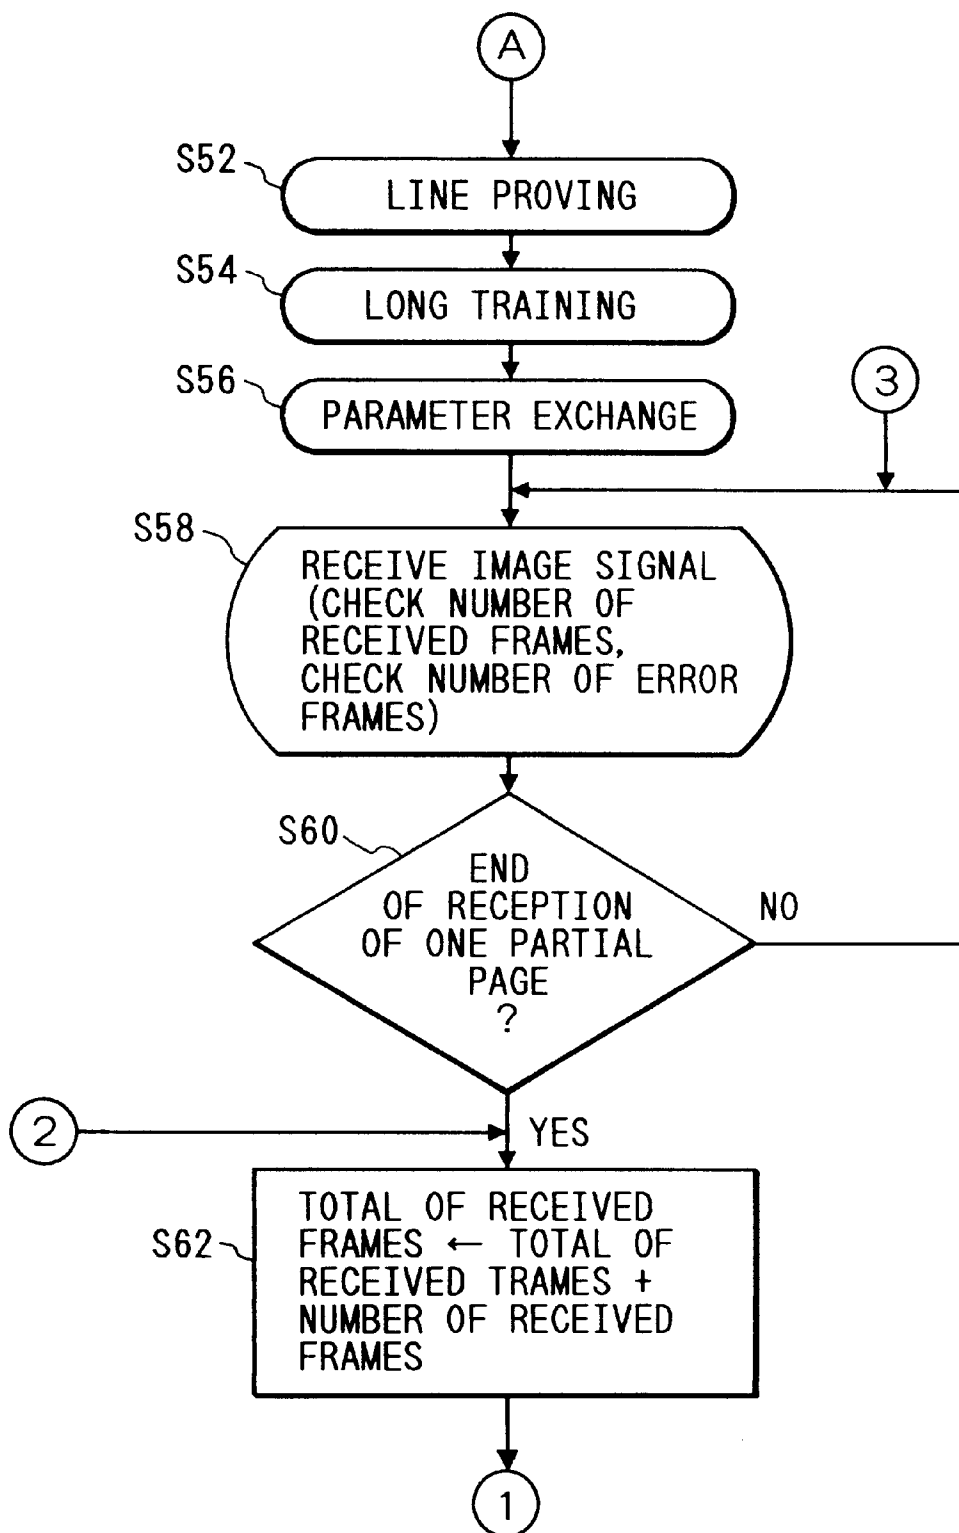 A
S52
LINE PROVING
S54
LONG TRAINING
S56
PARAMETER EXCHANGE
3
S58
RECEIVE IMAGE SIGNAL
(CHECK NUMBER OF
RECEIVED FRAMES,
CHECK NUMBER OF ERROR
FRAMES)
S60
END
OF RECEPTION
OF ONE PARTIAL
PAGE
?
NO
2
YES
S62
TOTAL OF RECEIVED
FRAMES ← TOTAL OF
RECEIVED TRAMES +
NUMBER OF RECEIVED
FRAMES
1